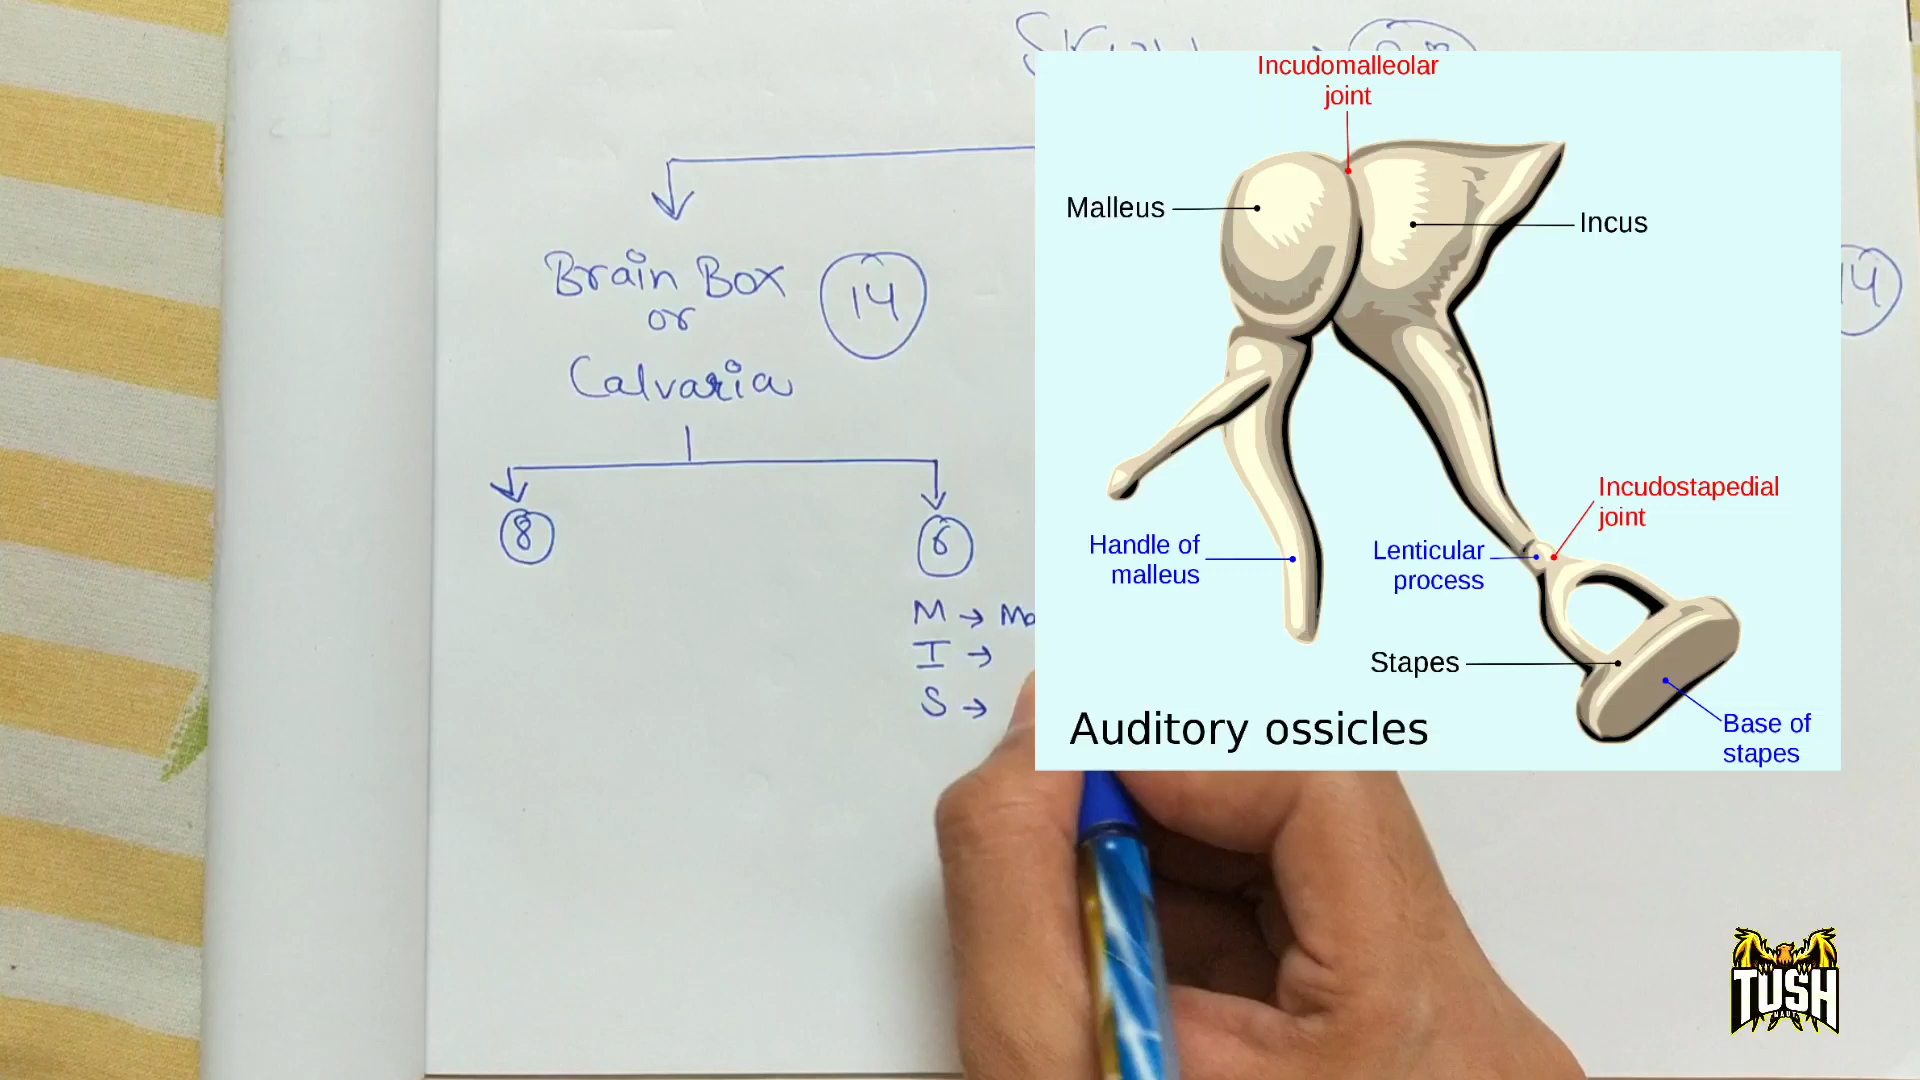 Brain Box 14
or
Calvaria
8
6
M → Ma
I →
S →
14
Incudomalleolar
joint
Malleus
Incus
Incudostapedial
joint
Handle of
malleus
Lenticular
process
Stapes
Base of
stapes
Auditory ossicles
TUSH